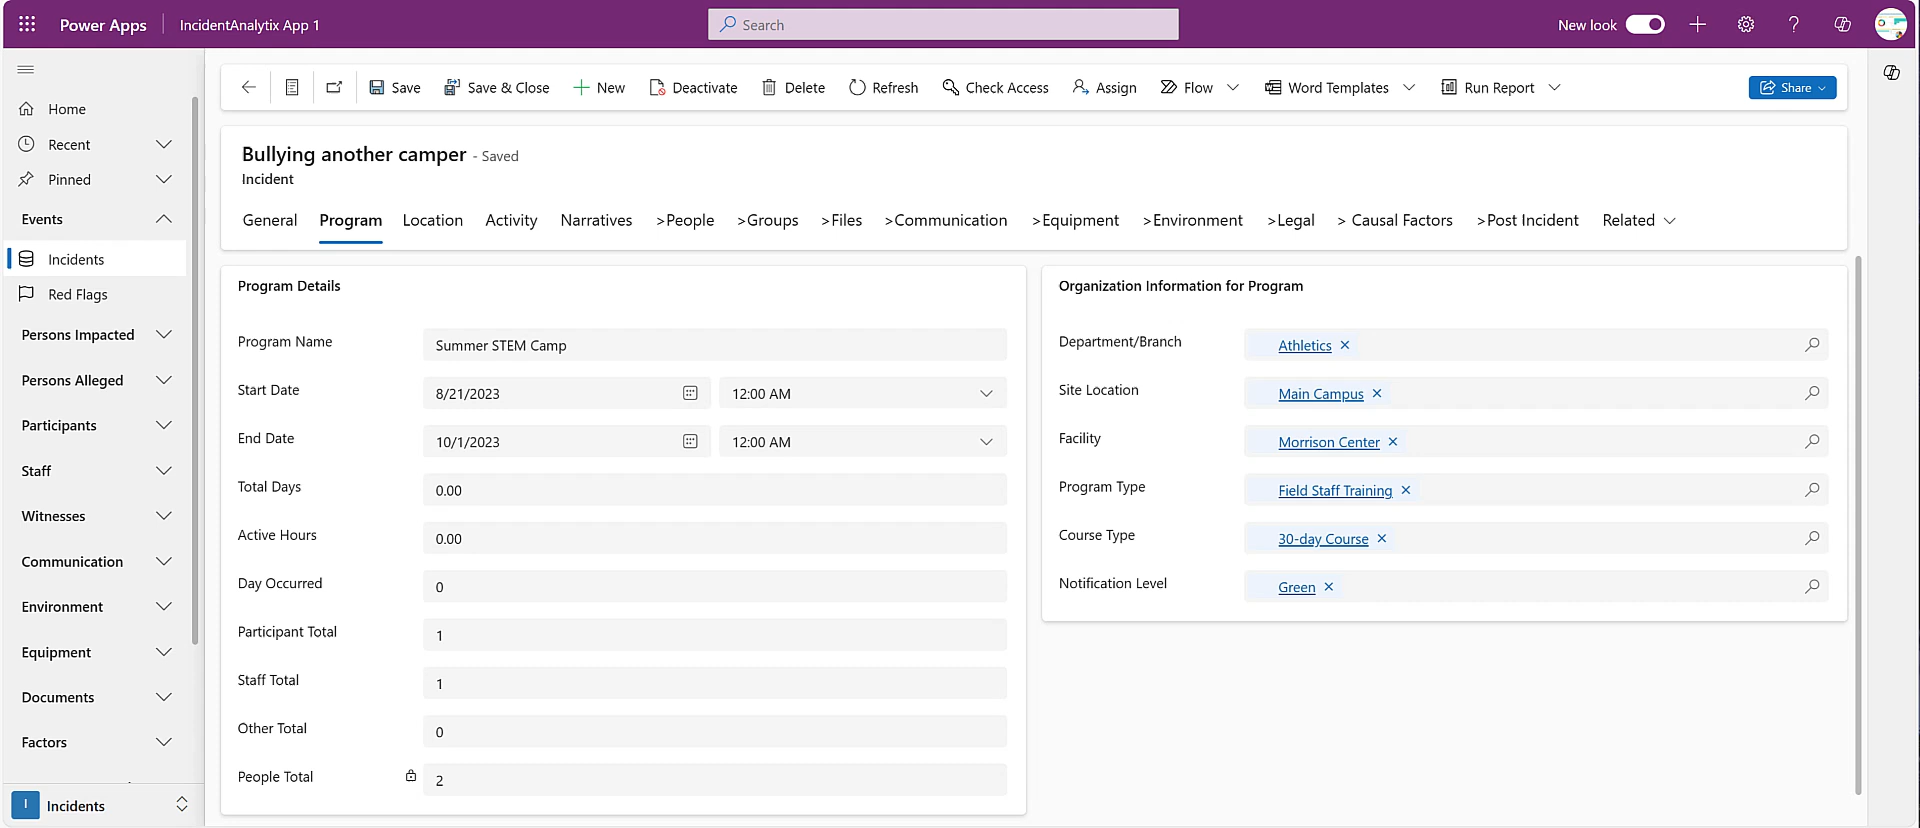 Power Apps
IncidentAnalytix App 1
Search
New look
Home
Recent
Pinned
Events
Incidents
Red Flags
Persons Impacted
Persons Alleged
Participants
Staff
Witnesses
Communication
Environment
Equipment
Documents
Factors
I Incidents
Save
Save & Close
New
Deactivate
Delete
Refresh
Check Access
Assign
Flow
Word Templates
Run Report
Share
Bullying another camper - Saved
Incident
General Program Location Activity Narratives >People >Groups >Files >Communication >Equipment >Environment >Legal > Causal Factors >Post Incident Related
Program Details
Program Name Summer STEM Camp
Start Date 8/21/2023 12:00 AM
End Date 10/1/2023 12:00 AM
Total Days 0.00
Active Hours 0.00
Day Occurred 0
Participant Total 1
Staff Total 1
Other Total 0
People Total 2
Organization Information for Program
Department/Branch Athletics
Site Location Main Campus
Facility Morrison Center
Program Type Field Staff Training
Course Type 30-day Course
Notification Level Green